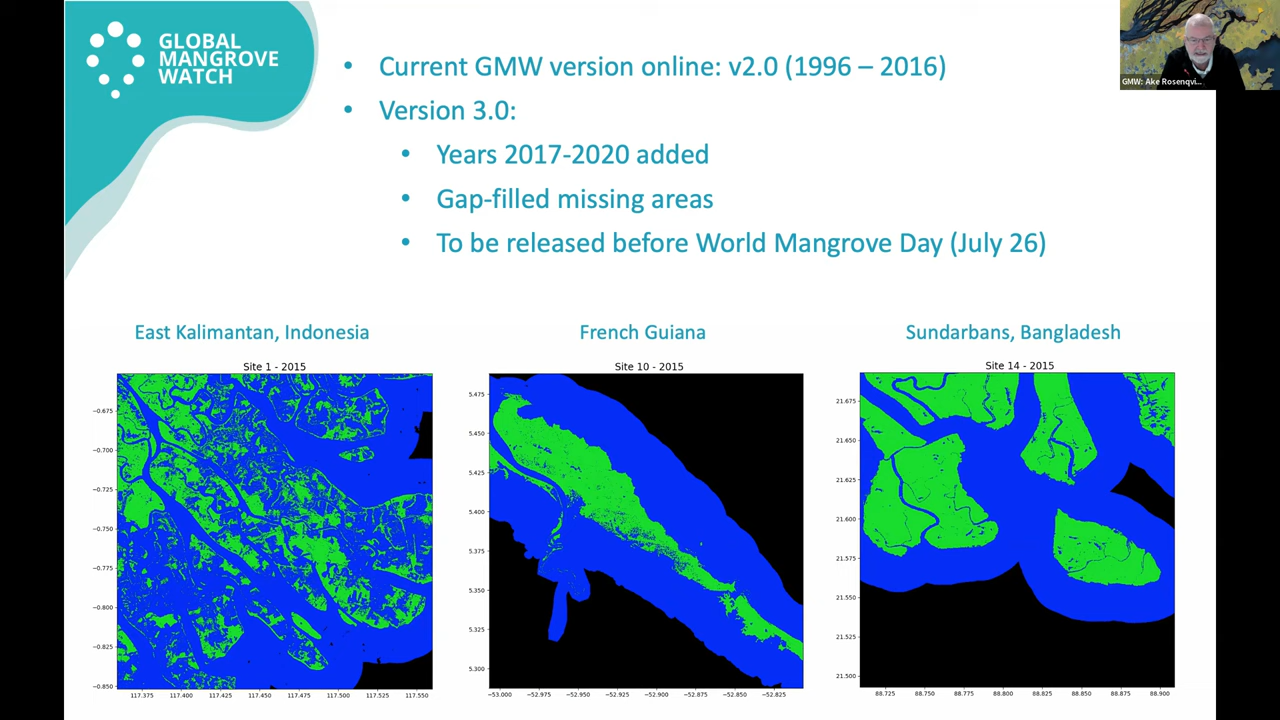 GLOBAL
MANGROVE
WATCH
• Current GMW version online: v2.0 (1996 – 2016)
• Version 3.0:
• Years 2017-2020 added
• Gap-filled missing areas
• To be released before World Mangrove Day (July 26)
GMW: Ake Rosenqvi...
East Kalimantan, Indonesia
French Guiana
Sundarbans, Bangladesh
Site 1 - 2015
−0.675
−0.700
−0.725
−0.750
−0.775
−0.800
−0.825
−0.850
117.375 117.400 117.425 117.450 117.475 117.500 117.525 117.550
Site 10 - 2015
5.475
5.450
5.425
5.400
5.375
5.350
5.325
5.300
−53.000 −52.975 −52.950 −52.925 −52.900 −52.875 −52.850 −52.825
Site 14 - 2015
21.675
21.650
21.625
21.600
21.575
21.550
21.525
21.500
88.725 88.750 88.775 88.800 88.825 88.850 88.875 88.900